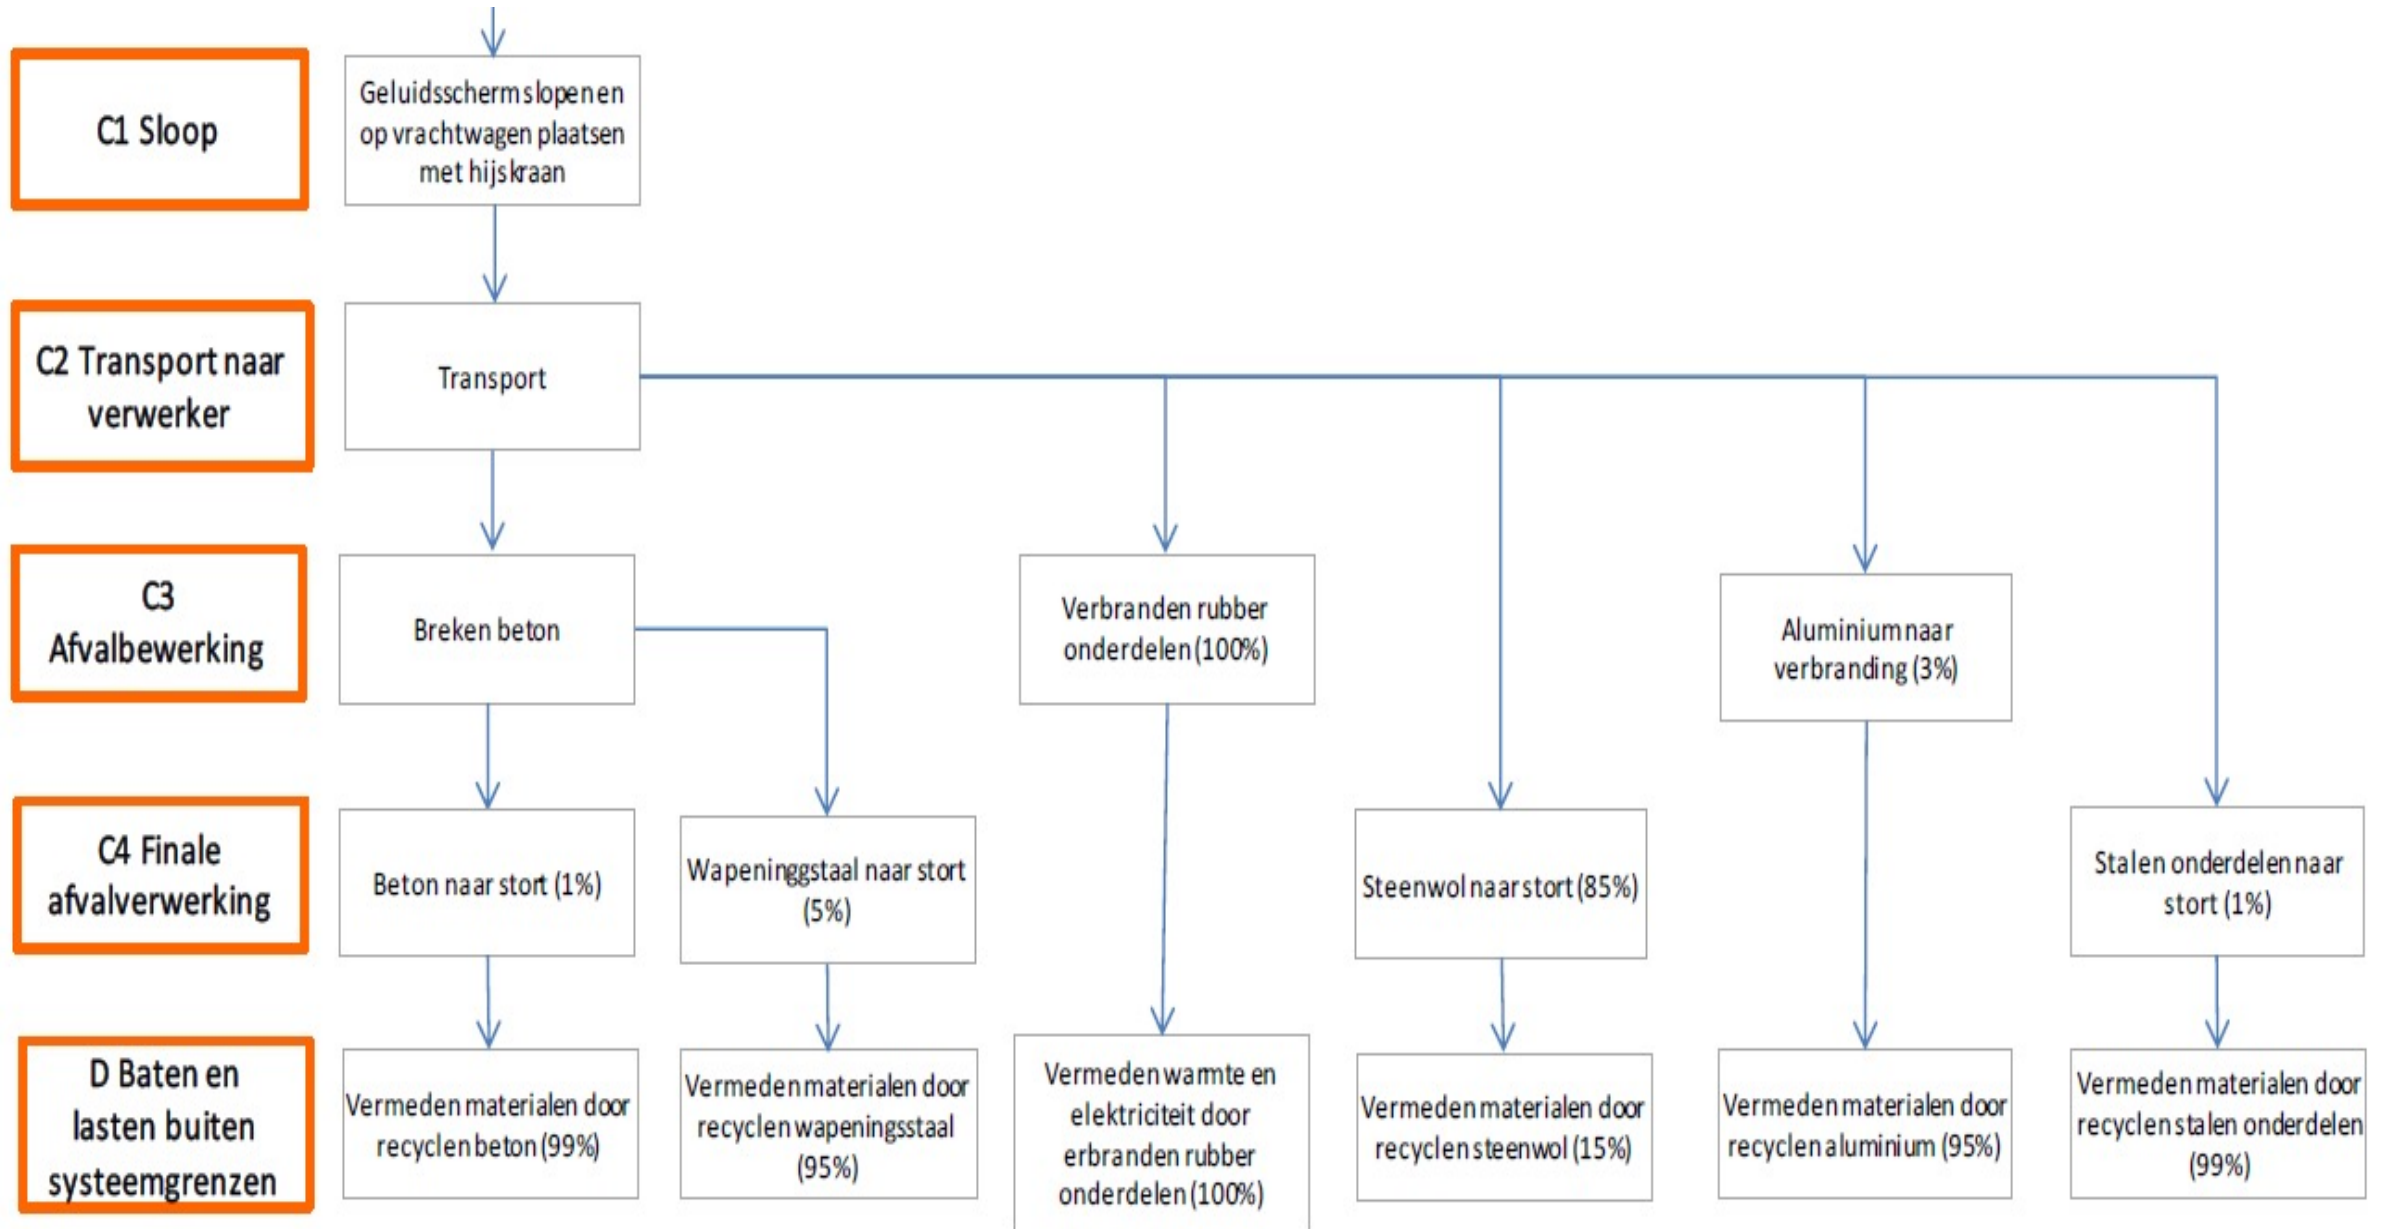 C1 Sloop
Geluidsscherm slopen en
op vrachtwagen plaatsen
met hijskraan
C2 Transport naar
verwerker
Transport
C3
Afvalbewerking
Breken beton
Verbranden rubber
onderdelen (100%)
Aluminium naar
verbranding (3%)
C4 Finale
afvalverwerking
Beton naar stort (1%)
Wapeninggstaal naar stort
(5%)
Steenwol naar stort (85%)
Stalen onderdelen naar
stort (1%)
D Baten en
lasten buiten
systeemgrenzen
Vermeden materialen door
recyclen beton (99%)
Vermeden materialen door
recyclen wapeningsstaal
(95%)
Vermeden warmte en
elektriciteit door
erbranden rubber
onderdelen (100%)
Vermeden materialen door
recyclen steenwol (15%)
Vermeden materialen door
recyclen aluminium (95%)
Vermeden materialen door
recyclen stalen onderdelen
(99%)